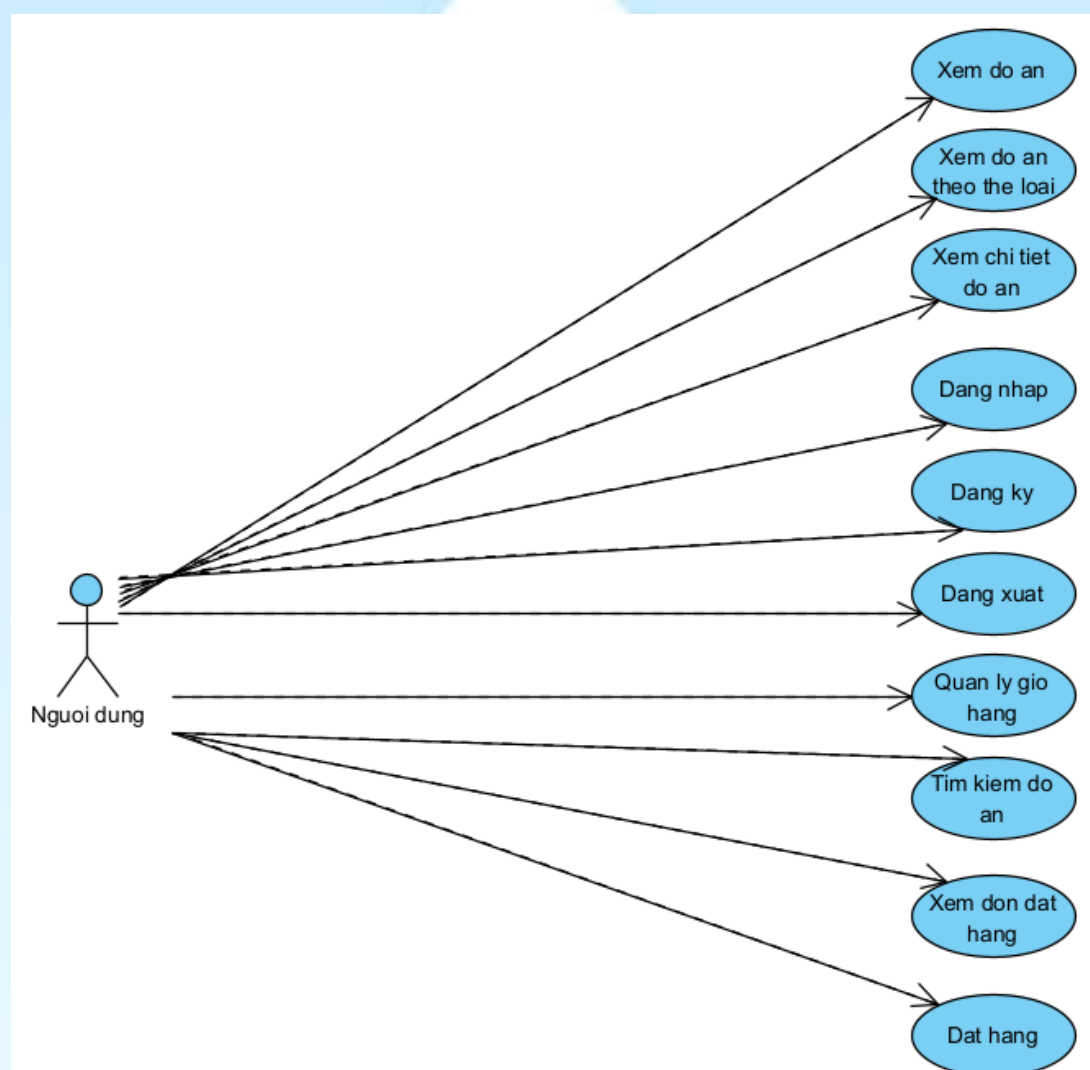 Xem do an
Xem do an
theo the loai
Xem chi tiet
do an
Dang nhap
Dang ky
Dang xuat
Nguoi dung
Quan ly gio
hang
Tim kiem do
an
Xem don dat
hang
Dat hang